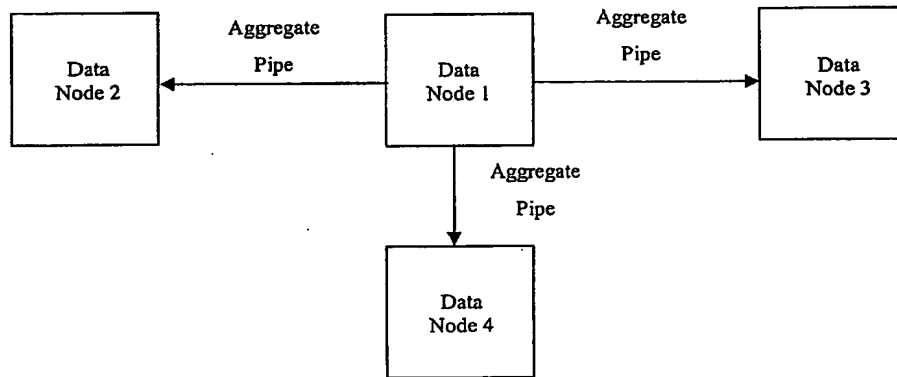 Aggregate
Pipe
Aggregate
Pipe
Data
Node 2
Data
Node 1
Data
Node 3
Aggregate
Pipe
Data
Node 4